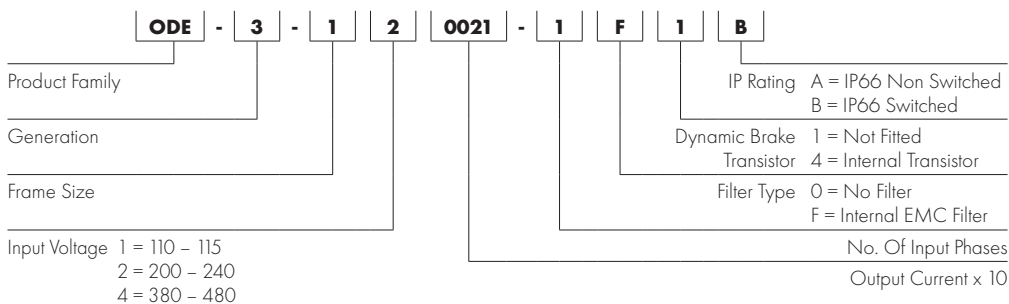 ODE - 3 - 1 2 0021 - 1 F 1 B
Product Family
Generation
Frame Size
Input Voltage 1 = 110 – 115
2 = 200 – 240
4 = 380 – 480
IP Rating A = IP66 Non Switched
B = IP66 Switched
Dynamic Brake 1 = Not Fitted
Transistor 4 = Internal Transistor
Filter Type 0 = No Filter
F = Internal EMC Filter
No. Of Input Phases
Output Current x 10